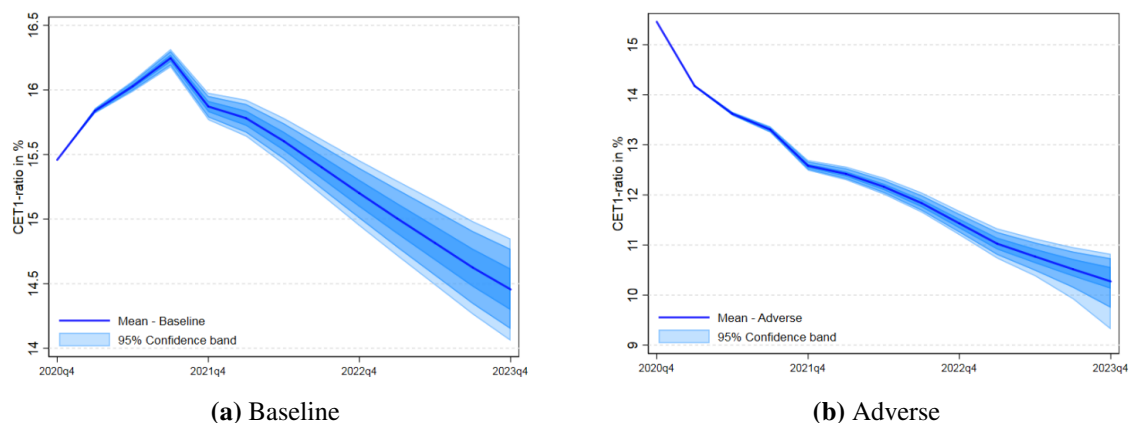 CET1-ratio in %
16.5
16
15.5
15
14.5
14
Mean - Baseline
95% Confidence band
2020q4 2021q4 2022q4 2023q4
(a) Baseline
CET1-ratio in %
15
14
13
12
11
10
9
Mean - Adverse
95% Confidence band
2020q4 2021q4 2022q4 2023q4
(b) Adverse